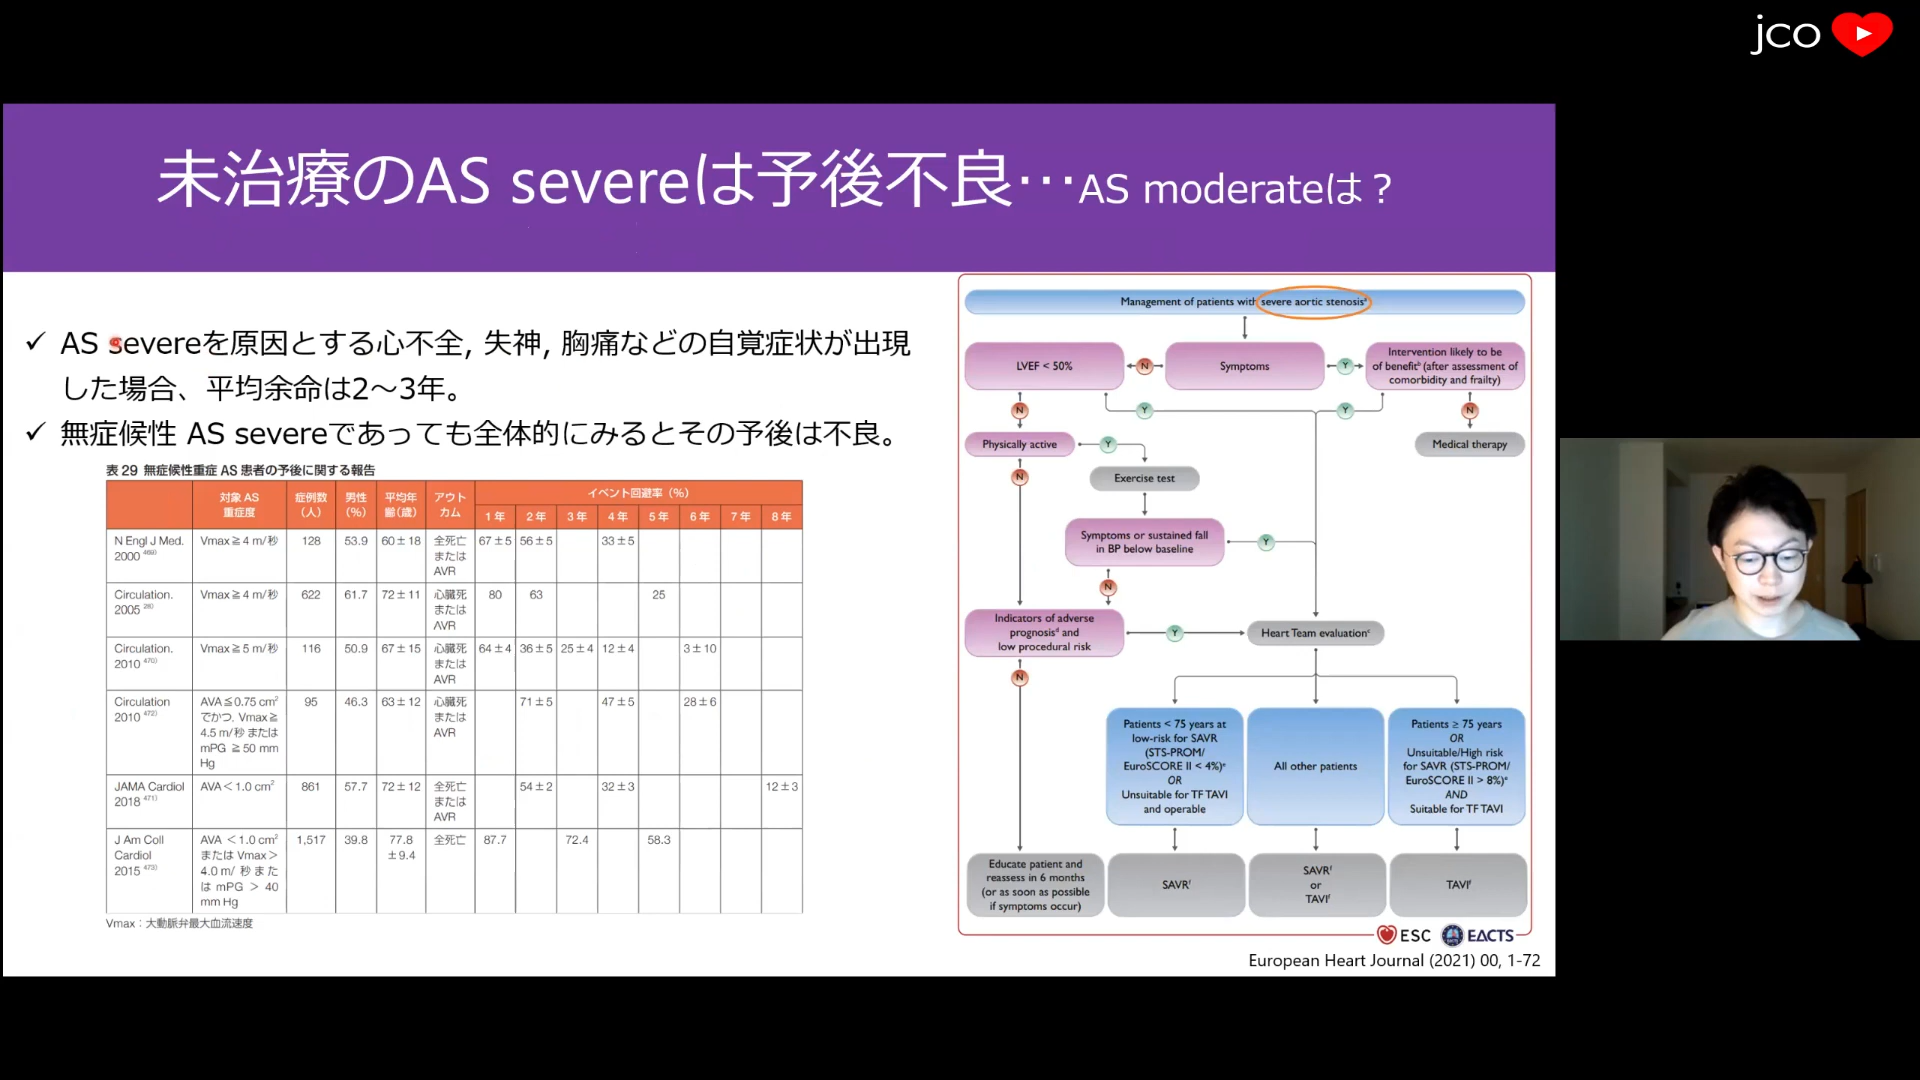 jco
未治療のAS severeは予後不良…AS moderateは？
✓ AS severeを原因とする心不全, 失神, 胸痛などの自覚症状が出現
した場合、平均余命は2～3年。
✓ 無症候性 AS severeであっても全体的にみるとその予後は不良。
表 29 無症候性重症 AS 患者の予後に関する報告
対象 AS 重症度 症例数（人） 男性（%） 平均年齢（歳） アウトカム イベント回避率（%）
1 年 2 年 3 年 4 年 5 年 6 年 7 年 8 年
N Engl J Med. 2000 469) Vmax≧4 m/秒 128 53.9 60±18 全死亡または AVR 67±5 56±5 33±5
Circulation. 2005 Vmax≧4 m/秒 622 61.7 72±11 心臓死または AVR 80 63 25
Circulation. 2010 470) Vmax≧5 m/秒 116 50.9 67±15 心臓死または AVR 64±4 36±5 25±4 12±4 3±10
Circulation 2010 472) AVA≦0.75 cm² でかつ, Vmax≧4.5 m/秒 または mPG ≧50 mmHg 95 46.3 63±12 心臓死または AVR 71±5 47±5 28±6
JAMA Cardiol 2018 471) AVA＜1.0 cm² 861 57.7 72±12 全死亡または AVR 54±2 32±3 12±3
J Am Coll Cardiol 2015 473) AVA ＜1.0 cm² または Vmax＞4.0 m/ 秒または mPG ＞ 40 mm Hg 1,517 39.8 77.8±9.4 全死亡 87.7 72.4 58.3
Vmax：大動脈弁最大血流速度
Management of patients with severe aortic stenosisᵃ
LVEF < 50%
N
Symptoms
Y
Intervention likely to be
of benefitᵇ (after assessment of
comorbidity and frailty)
N
Y
Y
N
Physically active
Y
Medical therapy
N
Exercise test
Symptoms or sustained fall
in BP below baseline
Y
N
Indicators of adverse
prognosisᵈ and
low procedural risk
Y
Heart Team evaluationᶜ
N
Patients < 75 years at
low-risk for SAVR
(STS-PROM/
EuroSCORE II < 4%)ᵉ
OR
Unsuitable for TF TAVI
and operable
All other patients
Patients ≥ 75 years
OR
Unsuitable/High risk
for SAVR (STS-PROM/
EuroSCORE II > 8%)ᵉ
AND
Suitable for TF TAVI
Educate patient and
reassess in 6 months
(or as soon as possible
if symptoms occur)
SAVRᶠ
SAVRᶠ
or
TAVIᶠ
TAVIᶠ
ESC EACTS
European Heart Journal (2021) 00, 1-72